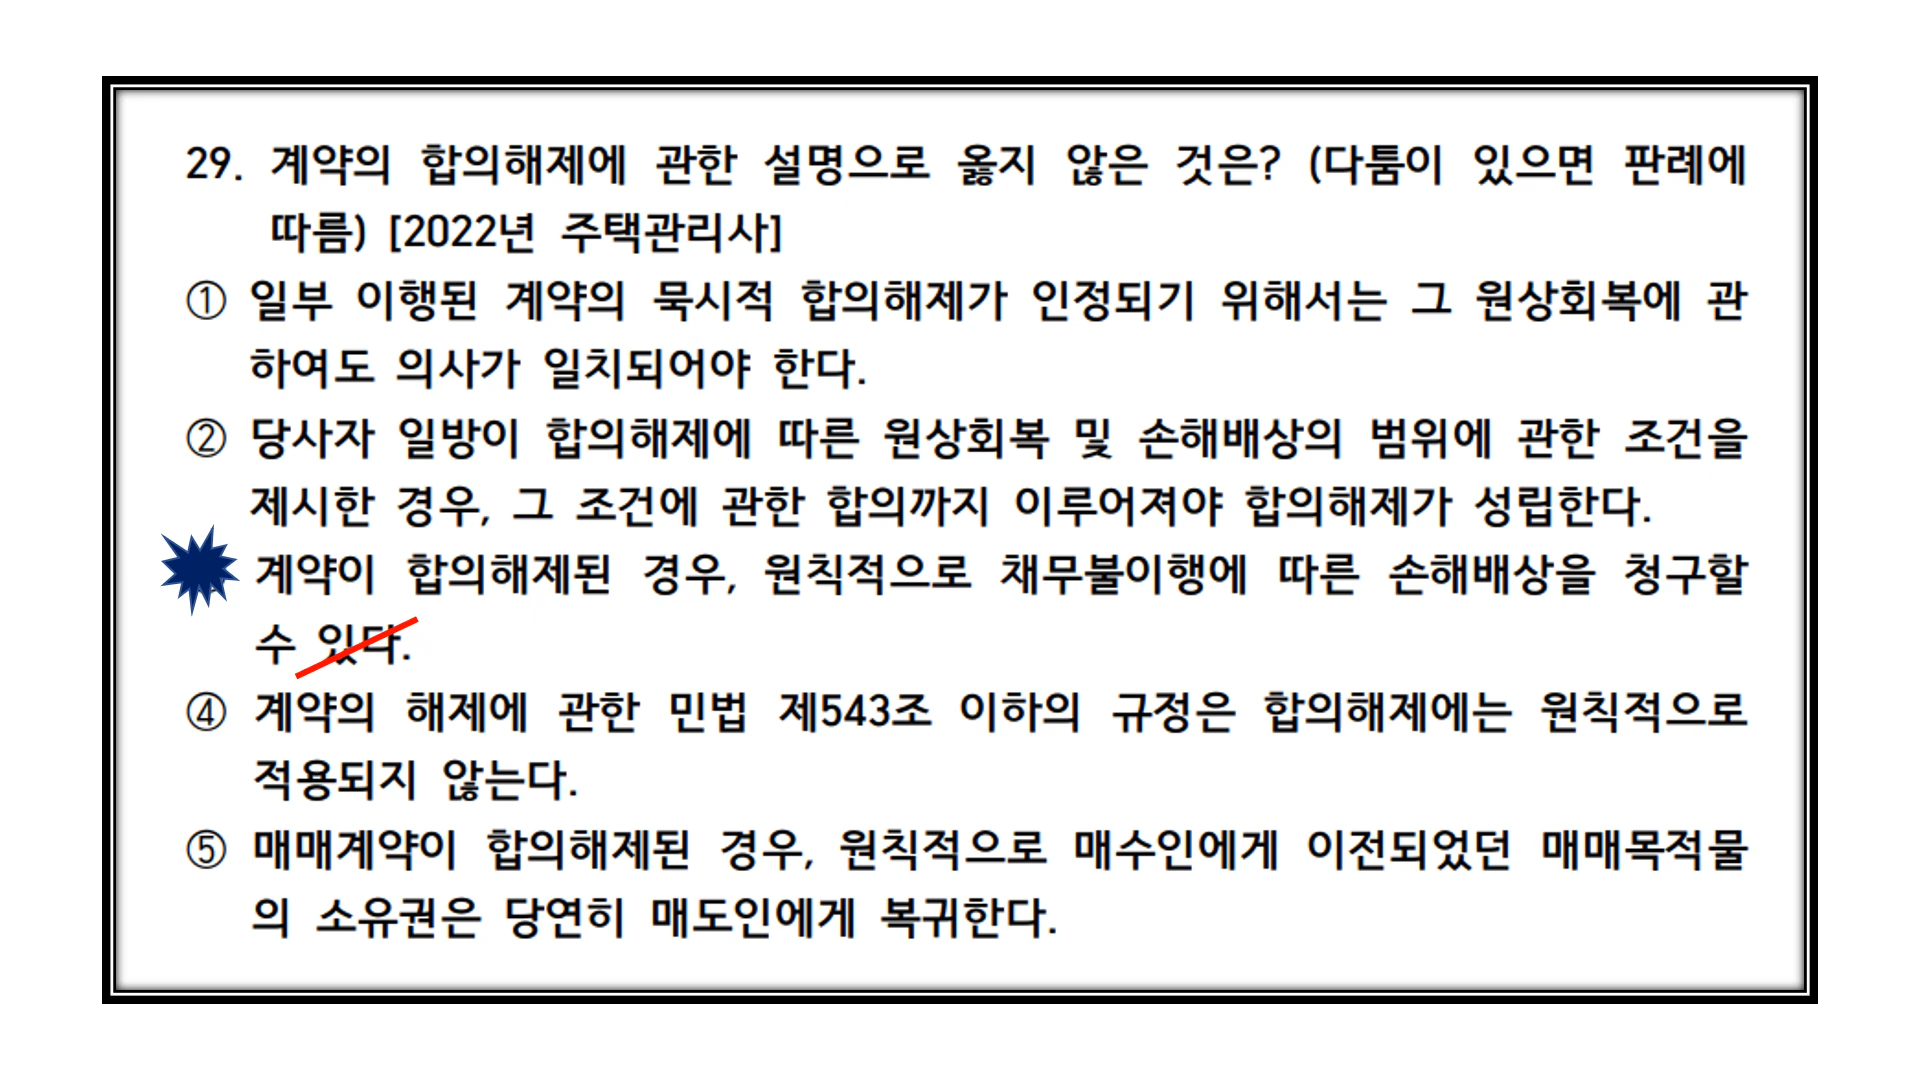 29. 계약의 합의해제에 관한 설명으로 옳지 않은 것은? (다툼이 있으면 판례에
따름) [2022년 주택관리사]
① 일부 이행된 계약의 묵시적 합의해제가 인정되기 위해서는 그 원상회복에 관
하여도 의사가 일치되어야 한다.
② 당사자 일방이 합의해제에 따른 원상회복 및 손해배상의 범위에 관한 조건을
제시한 경우, 그 조건에 관한 합의까지 이루어져야 합의해제가 성립한다.
계약이 합의해제된 경우, 원칙적으로 채무불이행에 따른 손해배상을 청구할
수 있다.
④ 계약의 해제에 관한 민법 제543조 이하의 규정은 합의해제에는 원칙적으로
적용되지 않는다.
⑤ 매매계약이 합의해제된 경우, 원칙적으로 매수인에게 이전되었던 매매목적물
의 소유권은 당연히 매도인에게 복귀한다.